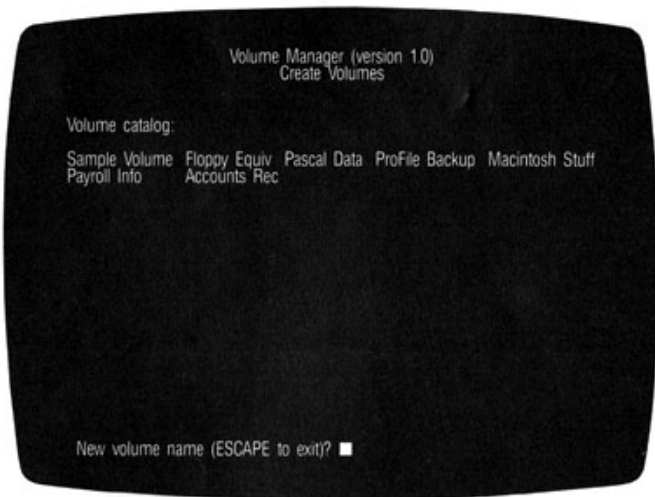 Volume Manager (version 1.0)
Create Volumes
Volume catalog:
Sample Volume Floppy Equiv Pascal Data ProFile Backup Macintosh Stuff
Payroll Info Accounts Rec
New volume name (ESCAPE to exit)?